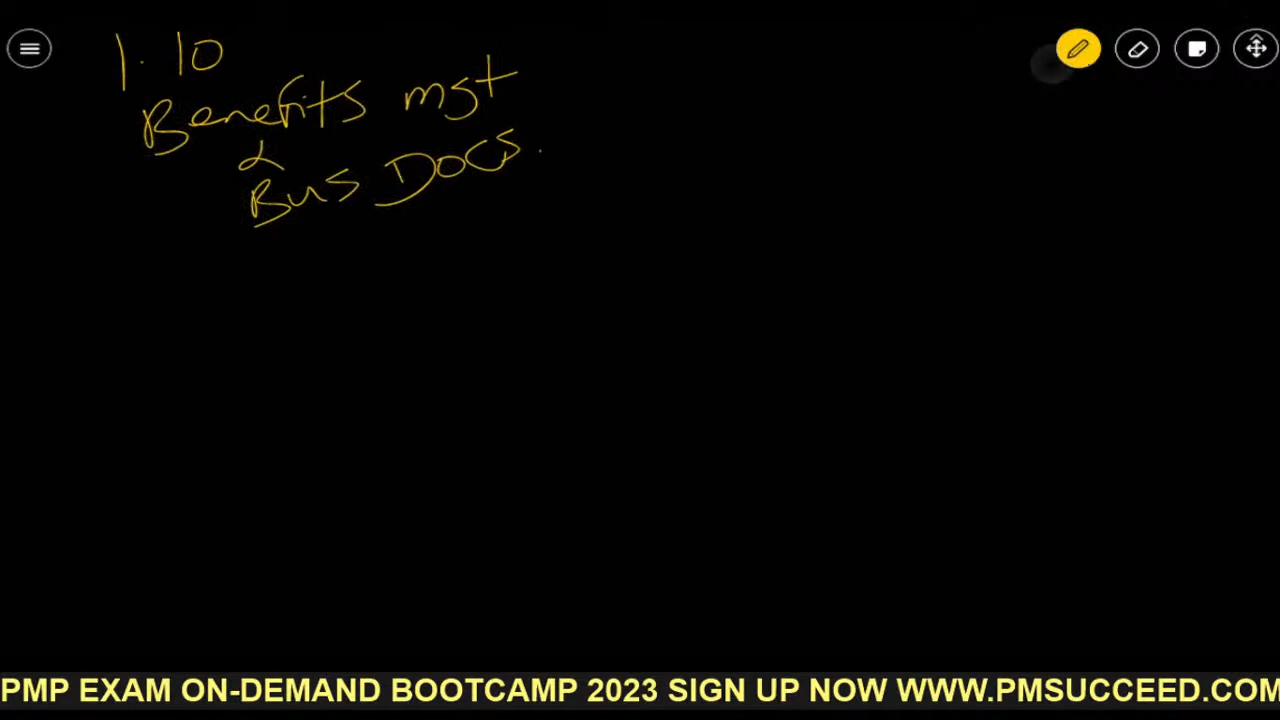 1.10
Benefits mgt
&
Bus Docs.
PMP EXAM ON-DEMAND BOOTCAMP 2023 SIGN UP NOW WWW.PMSUCCEED.COM